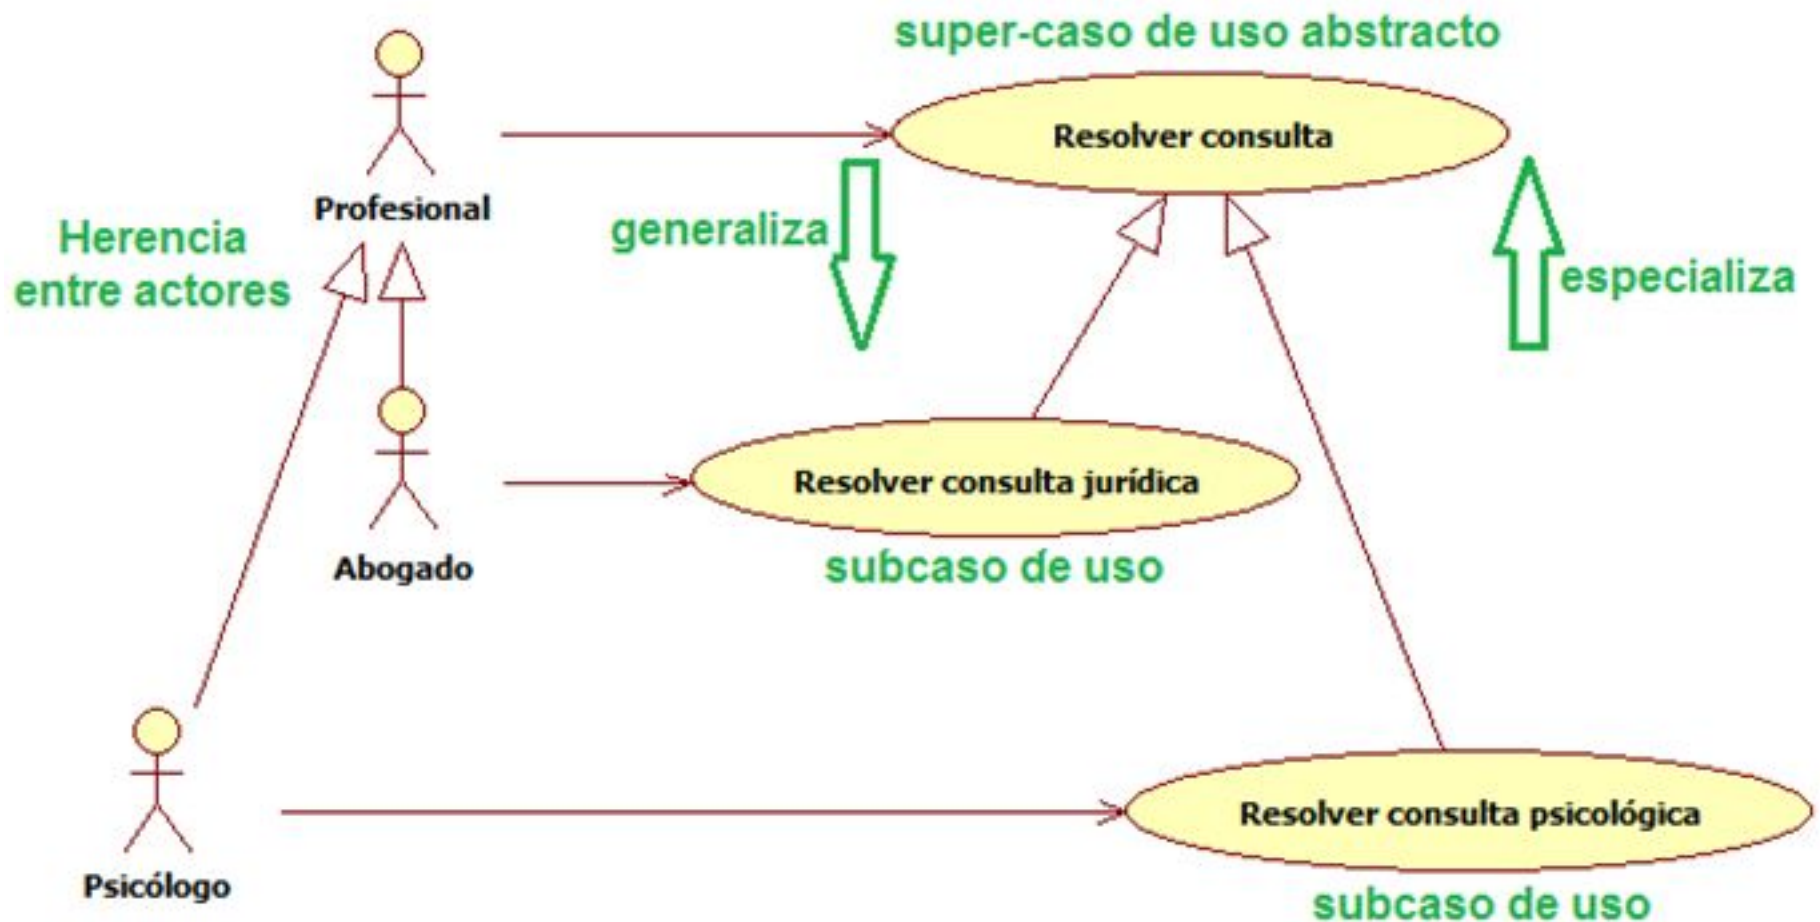 super-caso de uso abstracto
Resolver consulta
Profesional
Herencia
entre actores
generaliza
especializa
Resolver consulta jurídica
subcaso de uso
Abogado
Resolver consulta psicológica
Psicólogo
subcaso de uso